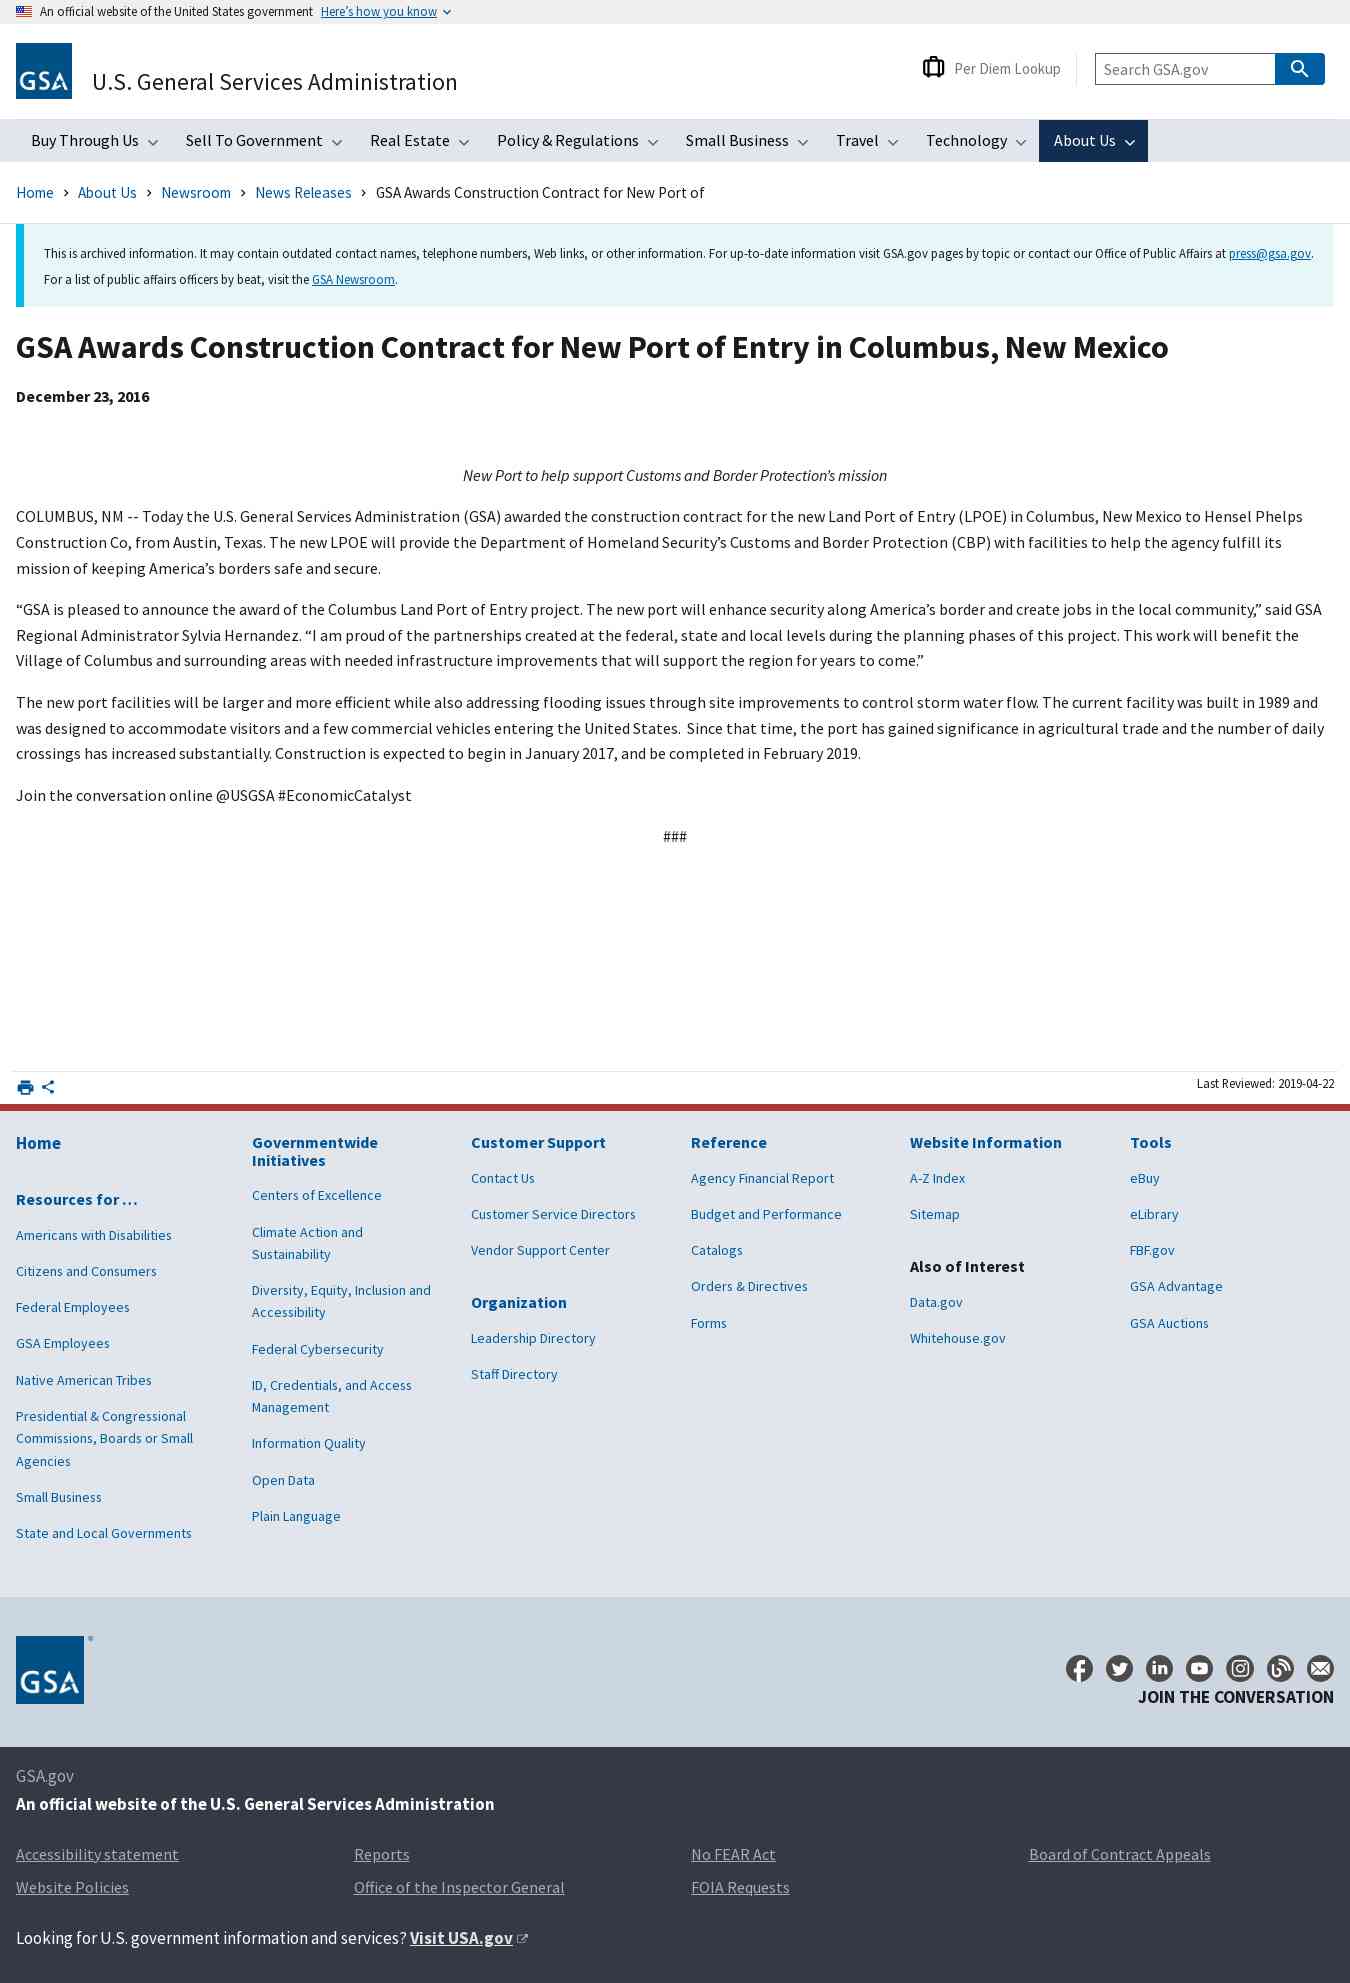 An official website of the United States government Here's how you know
GSA
U.S. General Services Administration
Per Diem Lookup
Search GSA.gov
Buy Through Us Sell To Government Real Estate Policy & Regulations Small Business Travel Technology About Us
Home > About Us > Newsroom > News Releases > GSA Awards Construction Contract for New Port of
This is archived information. It may contain outdated contact names, telephone numbers, Web links, or other information. For up-to-date information visit GSA.gov pages by topic or contact our Office of Public Affairs at press@gsa.gov.
For a list of public affairs officers by beat, visit the GSA Newsroom.
GSA Awards Construction Contract for New Port of Entry in Columbus, New Mexico
December 23, 2016
New Port to help support Customs and Border Protection’s mission
COLUMBUS, NM -- Today the U.S. General Services Administration (GSA) awarded the construction contract for the new Land Port of Entry (LPOE) in Columbus, New Mexico to Hensel Phelps
Construction Co, from Austin, Texas. The new LPOE will provide the Department of Homeland Security’s Customs and Border Protection (CBP) with facilities to help the agency fulfill its
mission of keeping America’s borders safe and secure.
“GSA is pleased to announce the award of the Columbus Land Port of Entry project. The new port will enhance security along America’s border and create jobs in the local community,” said GSA
Regional Administrator Sylvia Hernandez. “I am proud of the partnerships created at the federal, state and local levels during the planning phases of this project. This work will benefit the
Village of Columbus and surrounding areas with needed infrastructure improvements that will support the region for years to come.”
The new port facilities will be larger and more efficient while also addressing flooding issues through site improvements to control storm water flow. The current facility was built in 1989 and
was designed to accommodate visitors and a few commercial vehicles entering the United States.  Since that time, the port has gained significance in agricultural trade and the number of daily
crossings has increased substantially. Construction is expected to begin in January 2017, and be completed in February 2019.
Join the conversation online @USGSA #EconomicCatalyst
###
Last Reviewed: 2019-04-22
Home
Resources for …
Americans with Disabilities
Citizens and Consumers
Federal Employees
GSA Employees
Native American Tribes
Presidential & Congressional
Commissions, Boards or Small
Agencies
Small Business
State and Local Governments
Governmentwide
Initiatives
Centers of Excellence
Climate Action and
Sustainability
Diversity, Equity, Inclusion and
Accessibility
Federal Cybersecurity
ID, Credentials, and Access
Management
Information Quality
Open Data
Plain Language
Customer Support
Contact Us
Customer Service Directors
Vendor Support Center
Organization
Leadership Directory
Staff Directory
Reference
Agency Financial Report
Budget and Performance
Catalogs
Orders & Directives
Forms
Website Information
A-Z Index
Sitemap
Also of Interest
Data.gov
Whitehouse.gov
Tools
eBuy
eLibrary
FBF.gov
GSA Advantage
GSA Auctions
GSA
JOIN THE CONVERSATION
GSA.gov
An official website of the U.S. General Services Administration
Accessibility statement Reports No FEAR Act Board of Contract Appeals
Website Policies Office of the Inspector General FOIA Requests
Looking for U.S. government information and services? Visit USA.gov